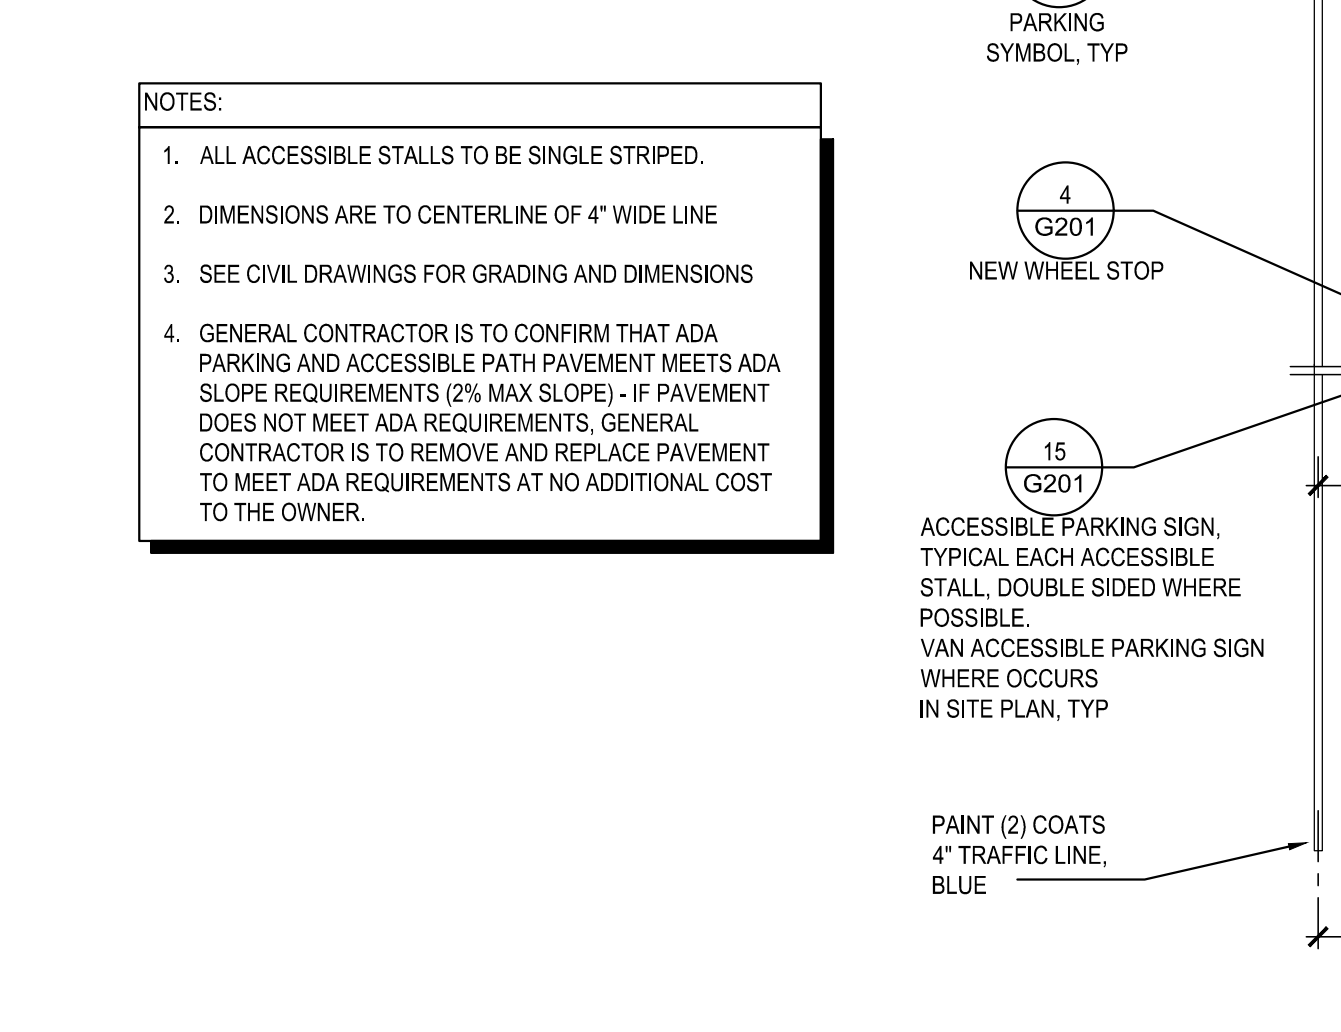 PARKING
SYMBOL, TYP
NOTES:
1. ALL ACCESSIBLE STALLS TO BE SINGLE STRIPED.
2. DIMENSIONS ARE TO CENTERLINE OF 4" WIDE LINE
3. SEE CIVIL DRAWINGS FOR GRADING AND DIMENSIONS
4. GENERAL CONTRACTOR IS TO CONFIRM THAT ADA
PARKING AND ACCESSIBLE PATH PAVEMENT MEETS ADA
SLOPE REQUIREMENTS (2% MAX SLOPE) - IF PAVEMENT
DOES NOT MEET ADA REQUIREMENTS, GENERAL
CONTRACTOR IS TO REMOVE AND REPLACE PAVEMENT
TO MEET ADA REQUIREMENTS AT NO ADDITIONAL COST
TO THE OWNER.
4
G201
NEW WHEEL STOP
15
G201
ACCESSIBLE PARKING SIGN,
TYPICAL EACH ACCESSIBLE
STALL, DOUBLE SIDED WHERE
POSSIBLE.
VAN ACCESSIBLE PARKING SIGN
WHERE OCCURS
IN SITE PLAN, TYP
PAINT (2) COATS
4" TRAFFIC LINE,
BLUE